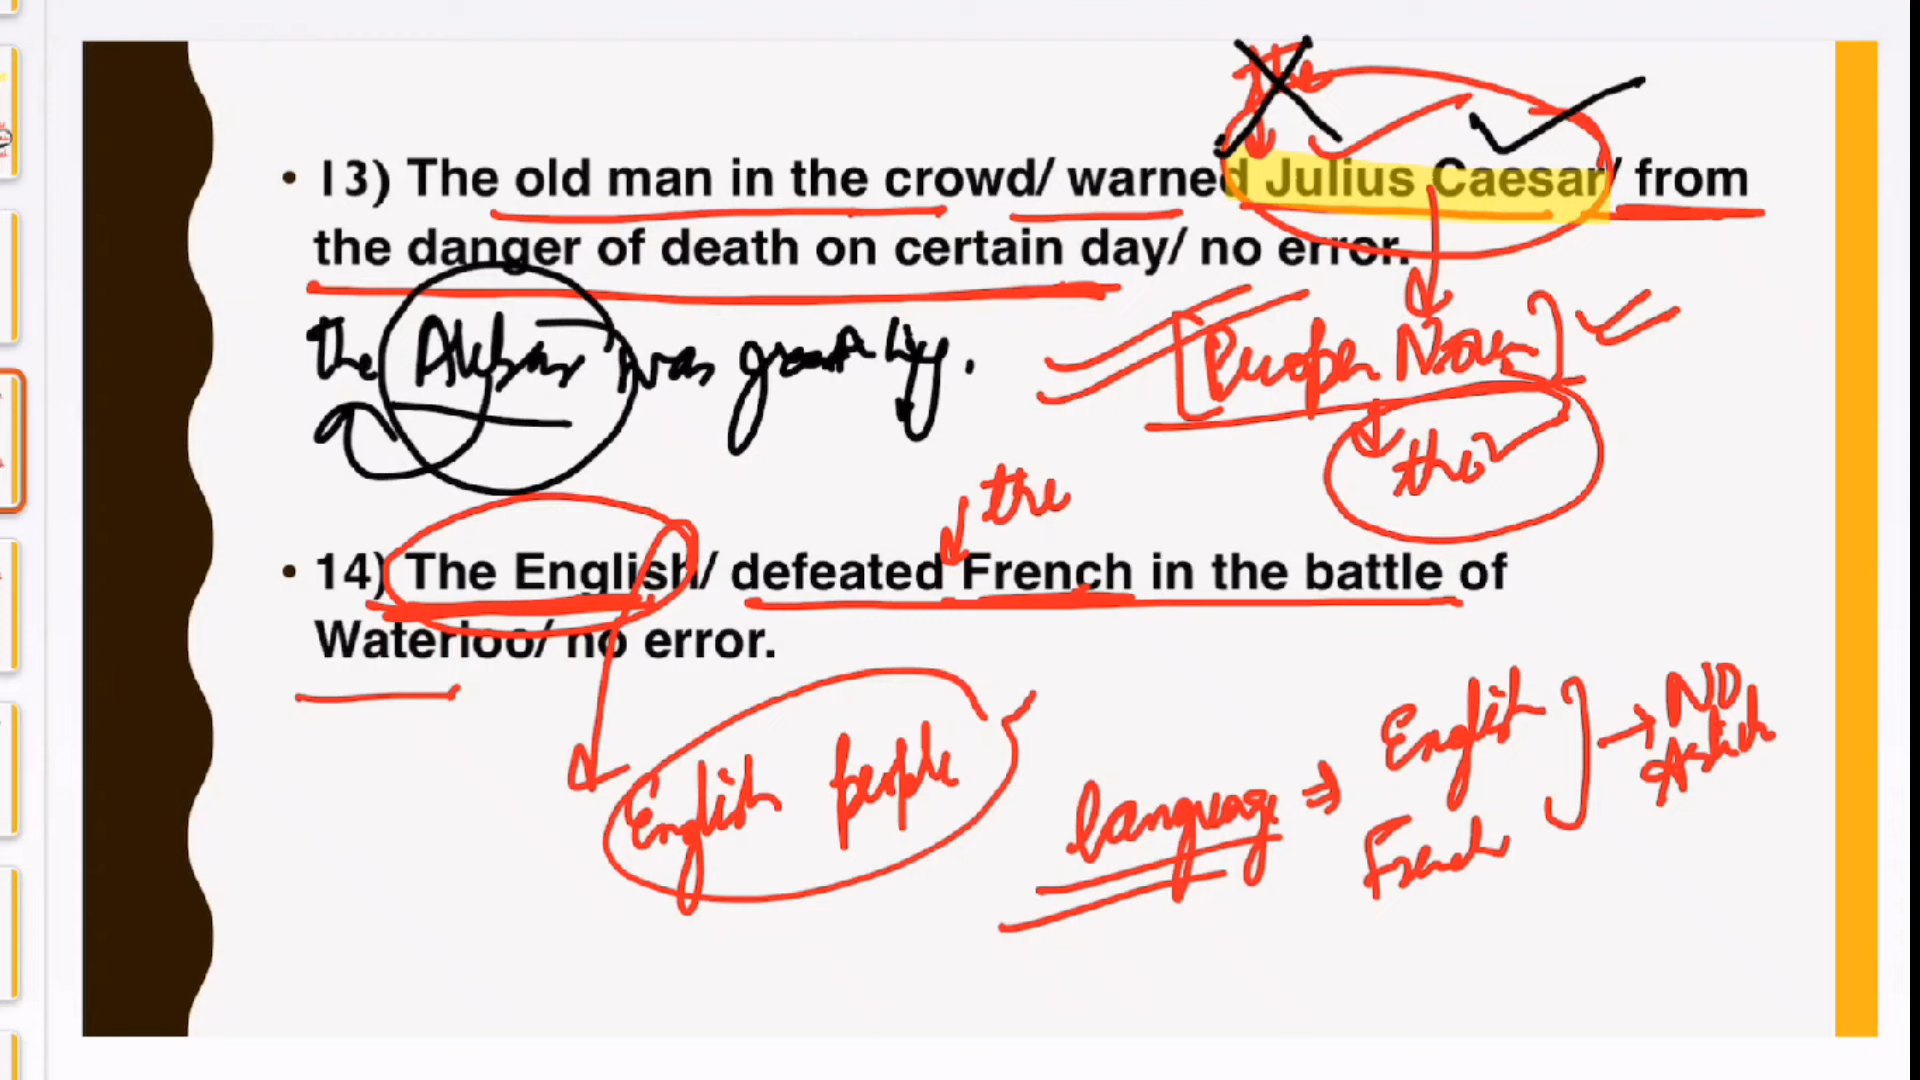 The
• 13) The old man in the crowd/ warned Julius Caesar/ from
the danger of death on certain day/ no error.
the Akbar was great king.
[Proper Noun]
the
the
• 14) The English/ defeated French in the battle of
Waterloo/ no error.
English people
language ⇒ English → NO
French